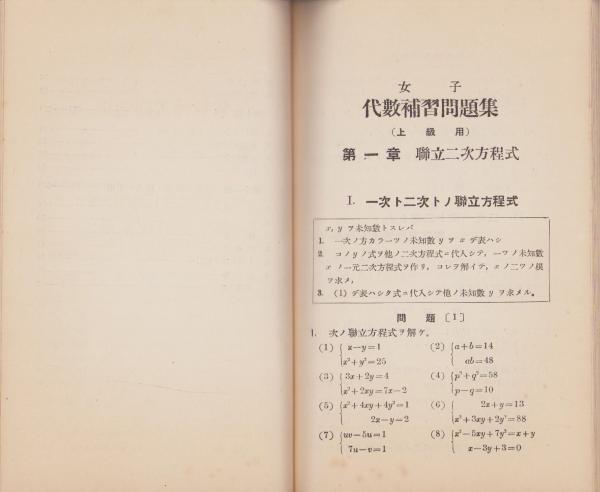 女子
代數補習問題集
(上級用)
第一章 聯立二次方程式
I. 一次ト二次トノ聯立方程式
x, y ヲ未知數トスレバ
1. 一次ノ方カラ一ツノ未知數 y ヲ x デ表ハシ
2. コノ y ノ式ヲ他ノ二次方程式ニ代入シテ, 一ツノ未知數
x ノ一元二次方程式ヲ作リ, コレヲ解イテ, x ノ二ツノ根
ヲ求メ,
3. (1) デ表ハシタ式ニ代入シテ他ノ未知數 y ヲ求メル。
問題 [1]
1. 次ノ聯立方程式ヲ解ケ。
(1) x−y=1
x²+y²=25
(2) a+b=14
ab=48
(3) 3x+2y=4
x²+2xy=7x−2
(4) p²+q²=58
p−q=10
(5) x²+4xy+4y²=1
2x−y=2
(6) 2x+y=13
x²+3xy+2y²=88
(7) uv−5u=1
7u−v=1
(8) x²−5xy+7y²=x+y
x−3y+3=0